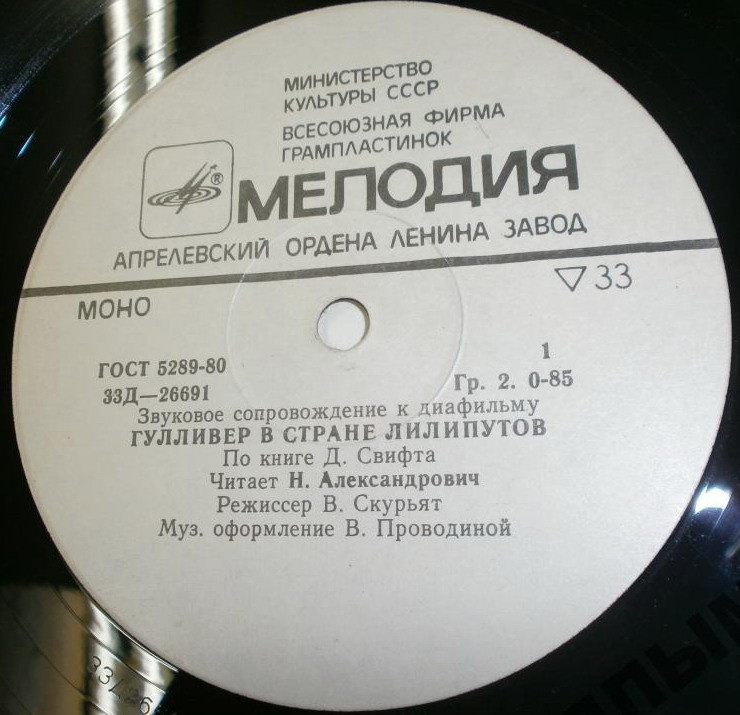 МИНИСТЕРСТВО
КУЛЬТУРЫ СССР
ВСЕСОЮЗНАЯ ФИРМА
ГРАМПЛАСТИНОК
®
МЕЛОДИЯ
АПРЕЛЕВСКИЙ ОРДЕНА ЛЕНИНА ЗАВОД
МОНО
▽ 33
ГОСТ 5289-80
1
33Д—26691
Гр. 2. 0-85
Звуковое сопровождение к диафильму
ГУЛЛИВЕР В СТРАНЕ ЛИЛИПУТОВ
По книге Д. Свифта
Читает Н. Александрович
Режиссер В. Скурьят
Муз. оформление В. Проводиной